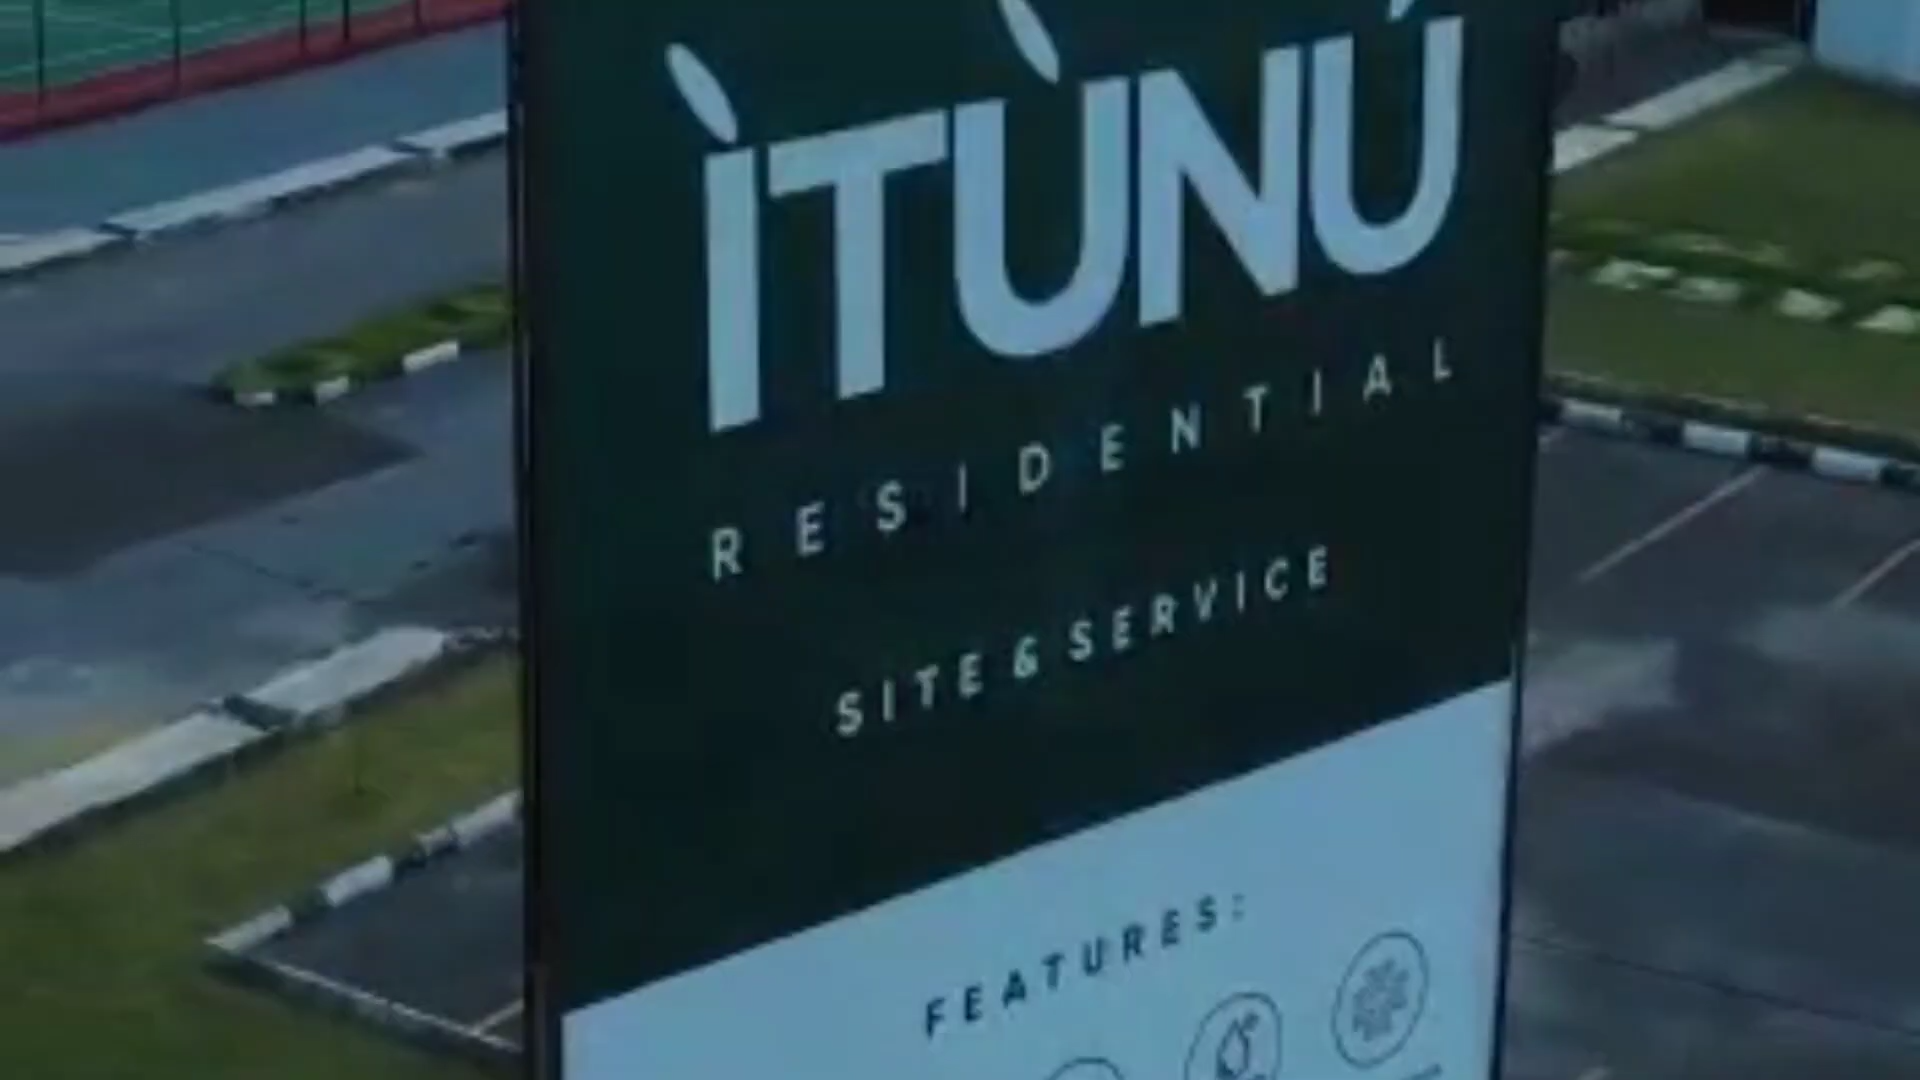 ÌTÙNÚ
RESIDENTIAL
SITE & SERVICE
FEATURES: